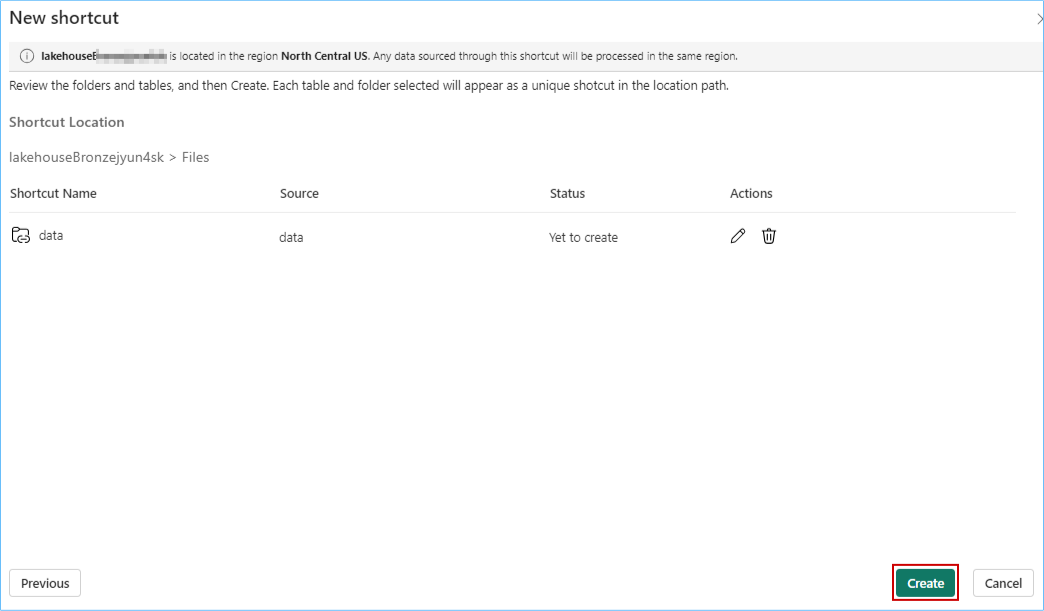 New shortcut
lakehouseB is located in the region North Central US. Any data sourced through this shortcut will be processed in the same region.
Review the folders and tables, and then Create. Each table and folder selected will appear as a unique shotcut in the location path.
Shortcut Location
lakehouseBronzejyun4sk > Files
Shortcut Name Source Status Actions
data data Yet to create
Previous Create Cancel